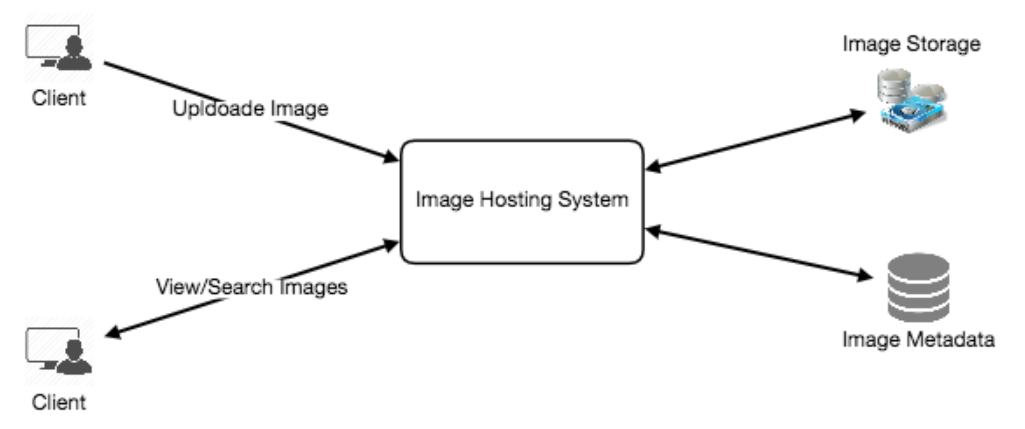 Client
Upldoade Image
Image Hosting System
View/Search Images
Client
Image Storage
Image Metadata